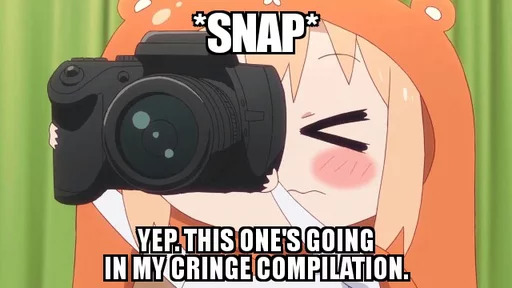 *SNAP*
YEP. THIS ONE'S GOING
IN MY CRINGE COMPILATION.